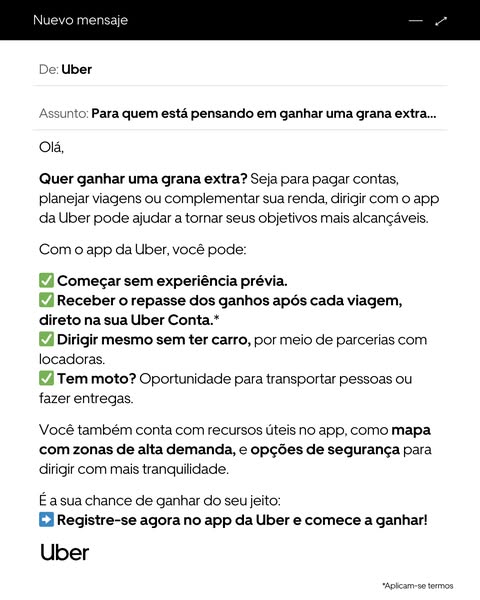 Nuevo mensaje
De: Uber
Assunto: Para quem está pensando em ganhar uma grana extra...
Olá,
Quer ganhar uma grana extra? Seja para pagar contas,
planejar viagens ou complementar sua renda, dirigir com o app
da Uber pode ajudar a tornar seus objetivos mais alcançáveis.
Com o app da Uber, você pode:
✅ Começar sem experiência prévia.
✅ Receber o repasse dos ganhos após cada viagem,
direto na sua Uber Conta.*
✅ Dirigir mesmo sem ter carro, por meio de parcerias com
locadoras.
✅ Tem moto? Oportunidade para transportar pessoas ou
fazer entregas.
Você também conta com recursos úteis no app, como mapa
com zonas de alta demanda, e opções de segurança para
dirigir com mais tranquilidade.
É a sua chance de ganhar do seu jeito:
➡️ Registre-se agora no app da Uber e comece a ganhar!
Uber
*Aplicam-se termos